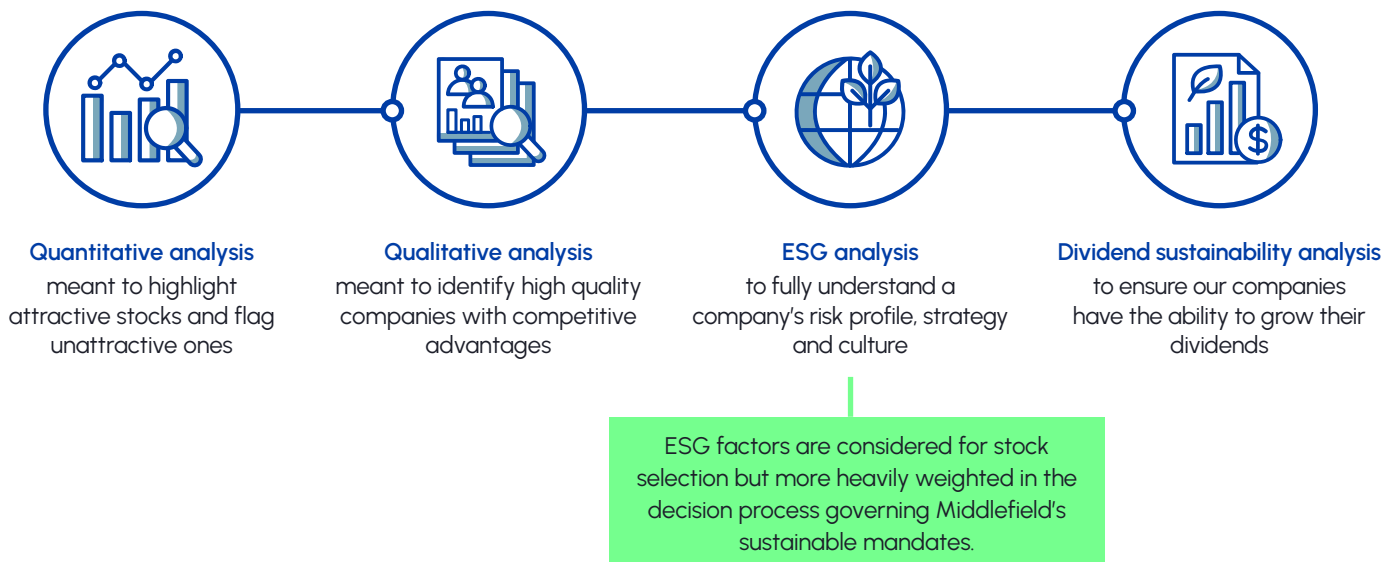 Quantitative analysis
meant to highlight
attractive stocks and flag
unattractive ones
Qualitative analysis
meant to identify high quality
companies with competitive
advantages
ESG analysis
to fully understand a
company's risk profile, strategy
and culture
Dividend sustainability analysis
to ensure our companies
have the ability to grow their
dividends
$
ESG factors are considered for stock
selection but more heavily weighted in the
decision process governing Middlefield's
sustainable mandates.